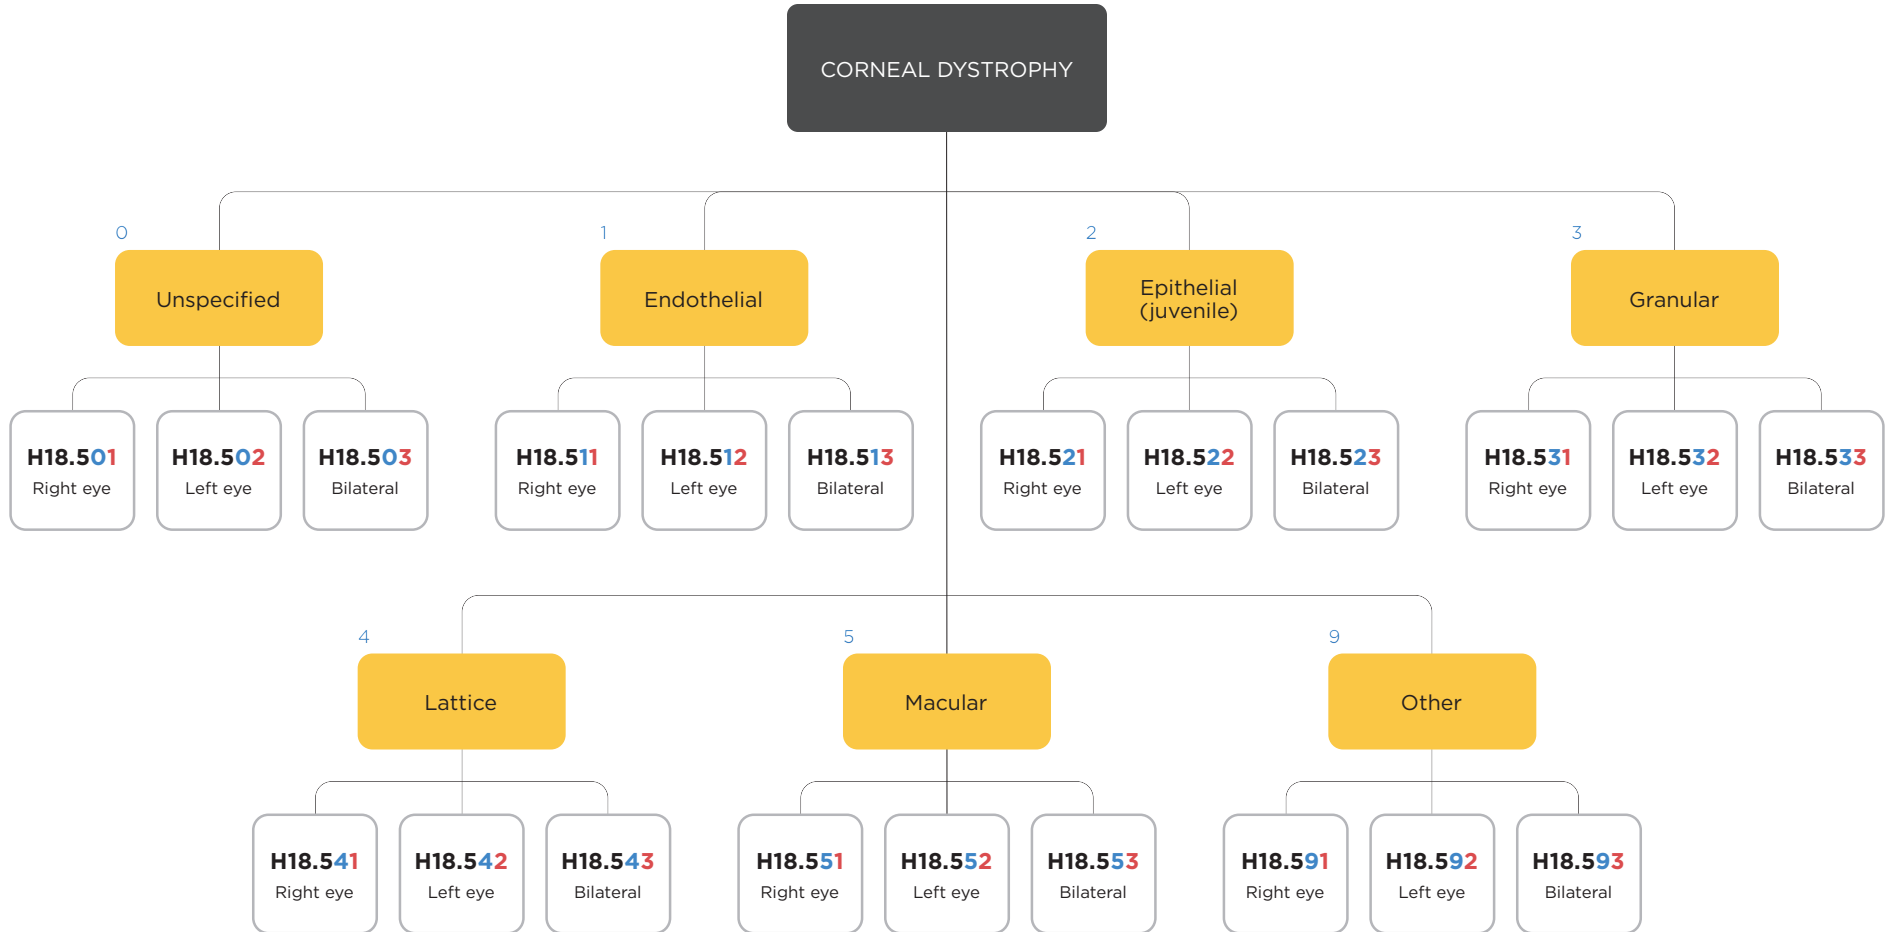 CORNEAL DYSTROPHY
0
1
2
3
Unspecified
Endothelial
Epithelial
(juvenile)
Granular
H18.501
Right eye
H18.502
Left eye
H18.503
Bilateral
H18.511
Right eye
H18.512
Left eye
H18.513
Bilateral
H18.521
Right eye
H18.522
Left eye
H18.523
Bilateral
H18.531
Right eye
H18.532
Left eye
H18.533
Bilateral
4
5
9
Lattice
Macular
Other
H18.541
Right eye
H18.542
Left eye
H18.543
Bilateral
H18.551
Right eye
H18.552
Left eye
H18.553
Bilateral
H18.591
Right eye
H18.592
Left eye
H18.593
Bilateral